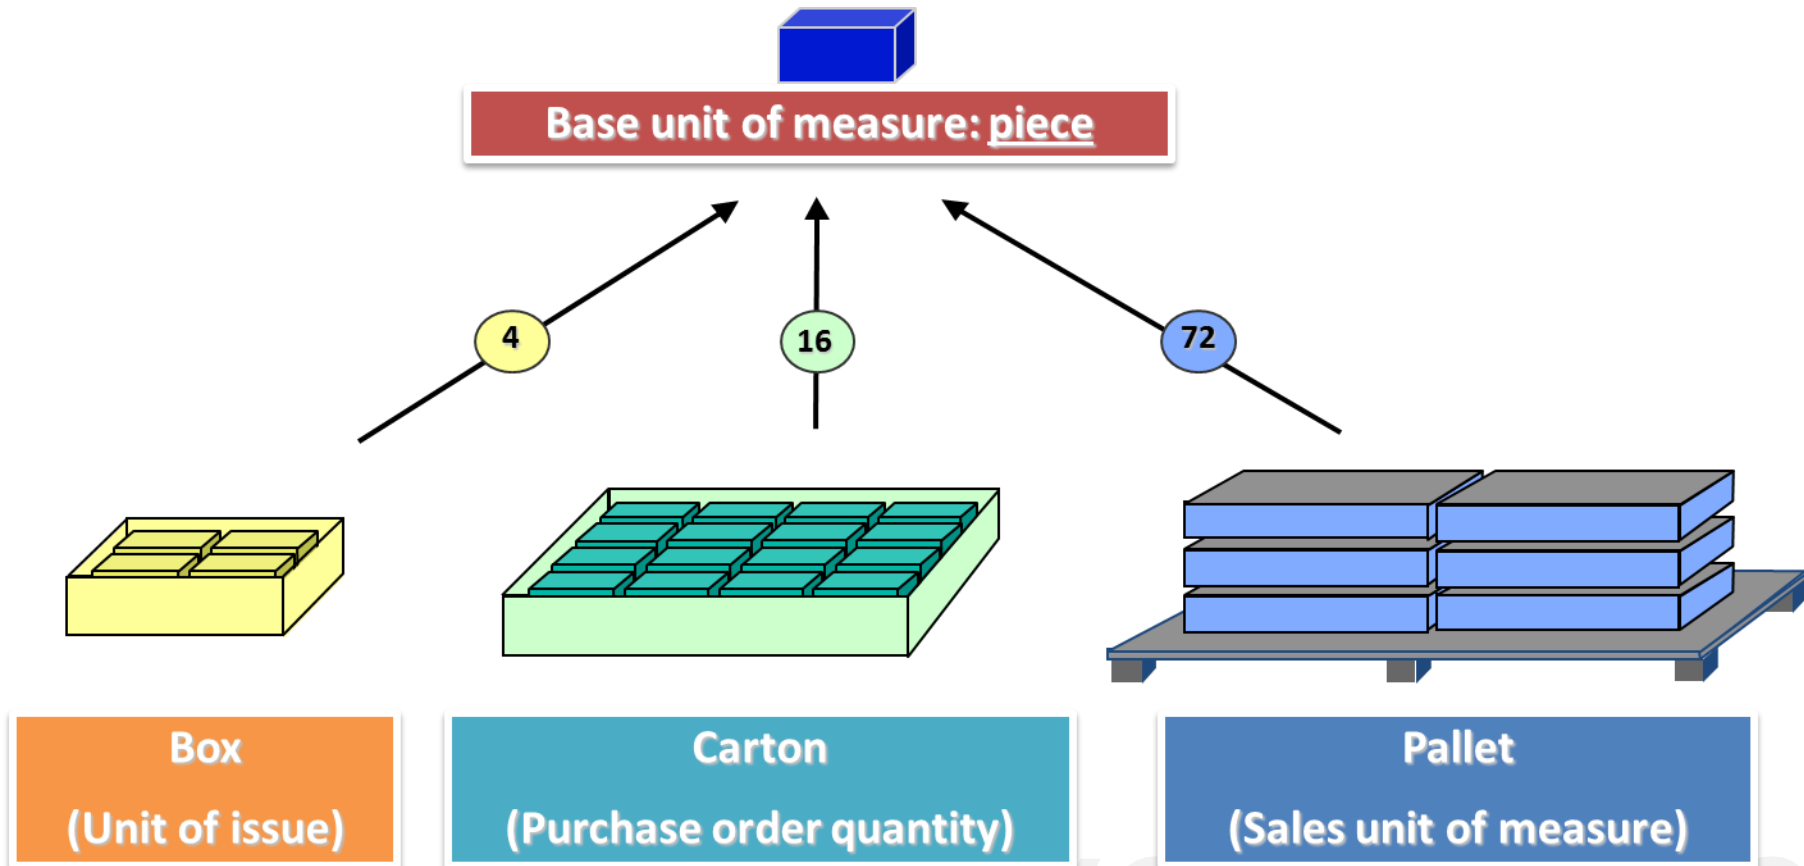 Base unit of measure: piece
4
16
72
Box
(Unit of issue)
Carton
(Purchase order quantity)
Pallet
(Sales unit of measure)